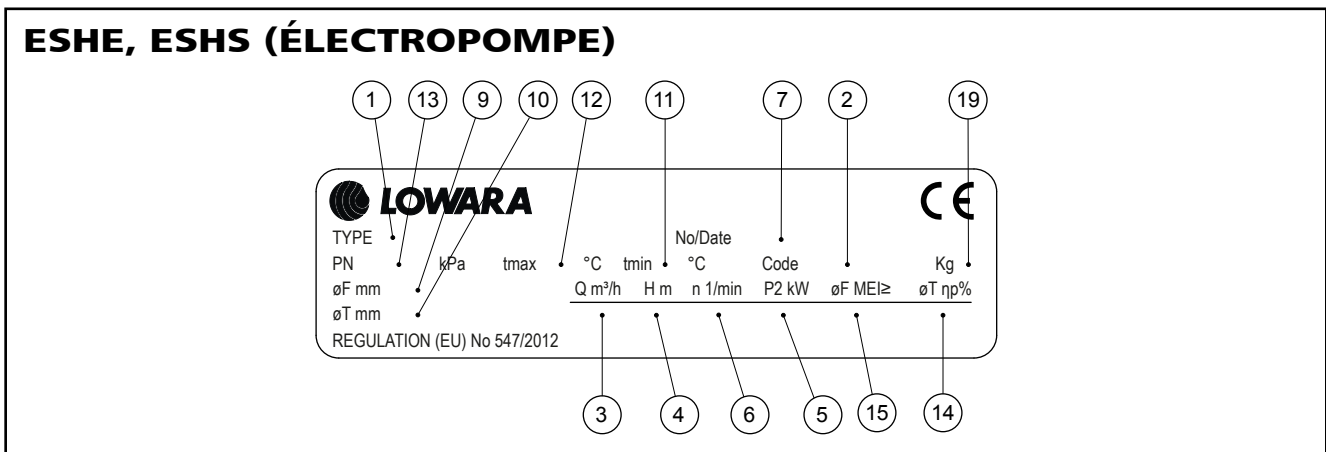 ESHE, ESHS (ÉLECTROPOMPE)
1 13 9 10 12 11 7 2 19
LOWARA CE
TYPE No/Date
PN kPa tmax °C tmin °C Code Kg
øF mm Q m³/h H m n 1/min P2 kW øF MEI≥ øT ηp%
øT mm
REGULATION (EU) No 547/2012
3 4 6 5 15 14